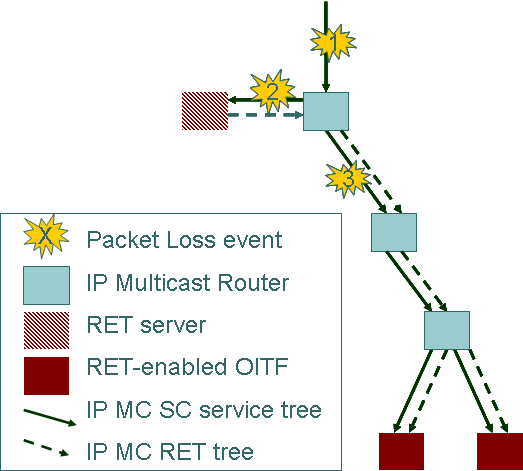 1
2
3
X
Packet Loss event
IP Multicast Router
RET server
RET-enabled OITF
IP MC SC service tree
IP MC RET tree